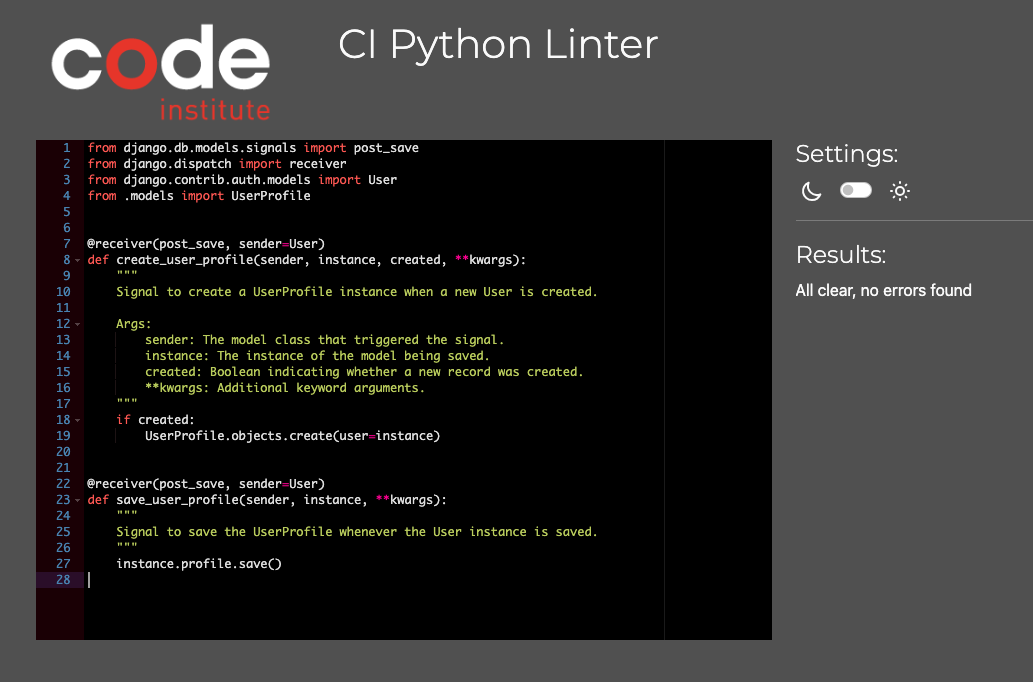 code
institute
CI Python Linter
1 from django.db.models.signals import post_save
2 from django.dispatch import receiver
3 from django.contrib.auth.models import User
4 from .models import UserProfile
5
6
7 @receiver(post_save, sender=User)
8 def create_user_profile(sender, instance, created, **kwargs):
9     """
10     Signal to create a UserProfile instance when a new User is created.
11
12     Args:
13         sender: The model class that triggered the signal.
14         instance: The instance of the model being saved.
15         created: Boolean indicating whether a new record was created.
16         **kwargs: Additional keyword arguments.
17     """
18     if created:
19         UserProfile.objects.create(user=instance)
20
21
22 @receiver(post_save, sender=User)
23 def save_user_profile(sender, instance, **kwargs):
24     """
25     Signal to save the UserProfile whenever the User instance is saved.
26     """
27     instance.profile.save()
28
Settings:
Results:
All clear, no errors found